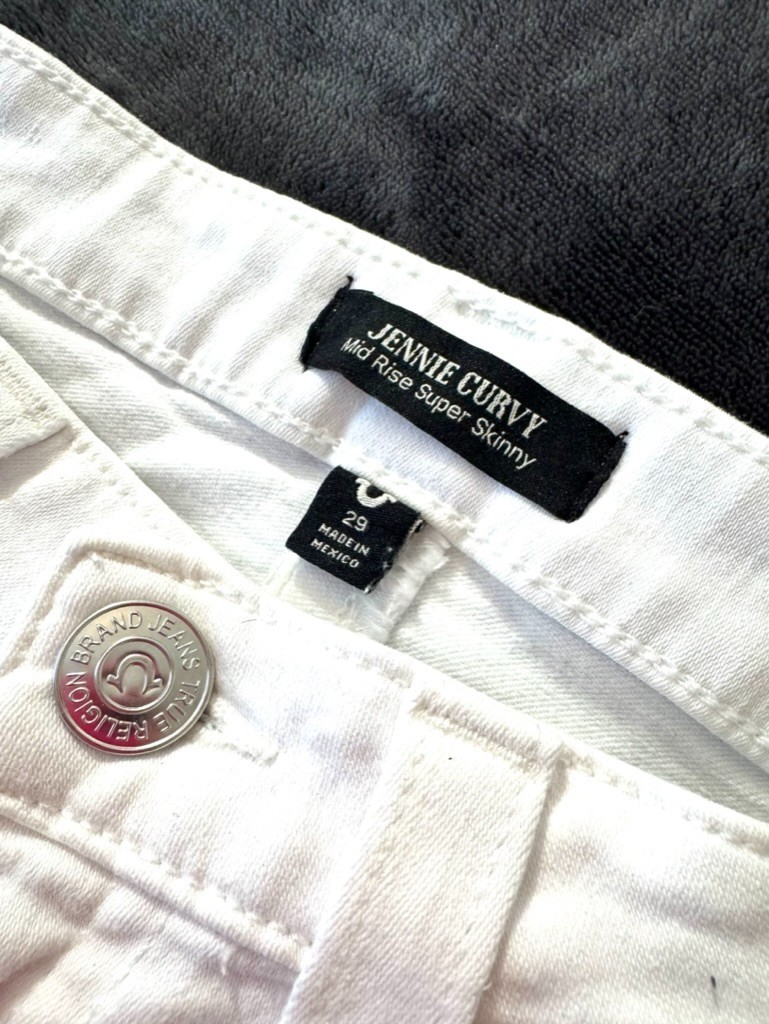 JENNIE CURVY
Mid Rise Super Skinny
29
MADE IN
MEXICO
BRAND JEANS TRUE RELIGION